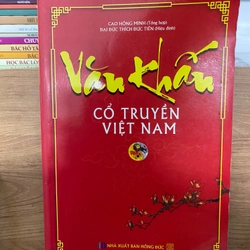 CAO HỒNG MINH (Tổng hợp)
ĐẠI ĐỨC THÍCH ĐỨC TIẾN (Hiệu đính)
Văn Khấn
CỔ TRUYỀN
VIỆT NAM
NHÀ XUẤT BẢN HỒNG ĐỨC